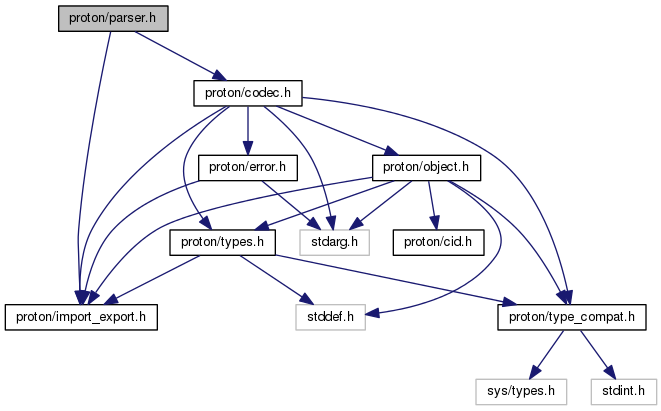 proton/parser.h
proton/codec.h
proton/error.h
proton/object.h
proton/types.h
stdarg.h
proton/cid.h
proton/import_export.h
stddef.h
proton/type_compat.h
sys/types.h
stdint.h